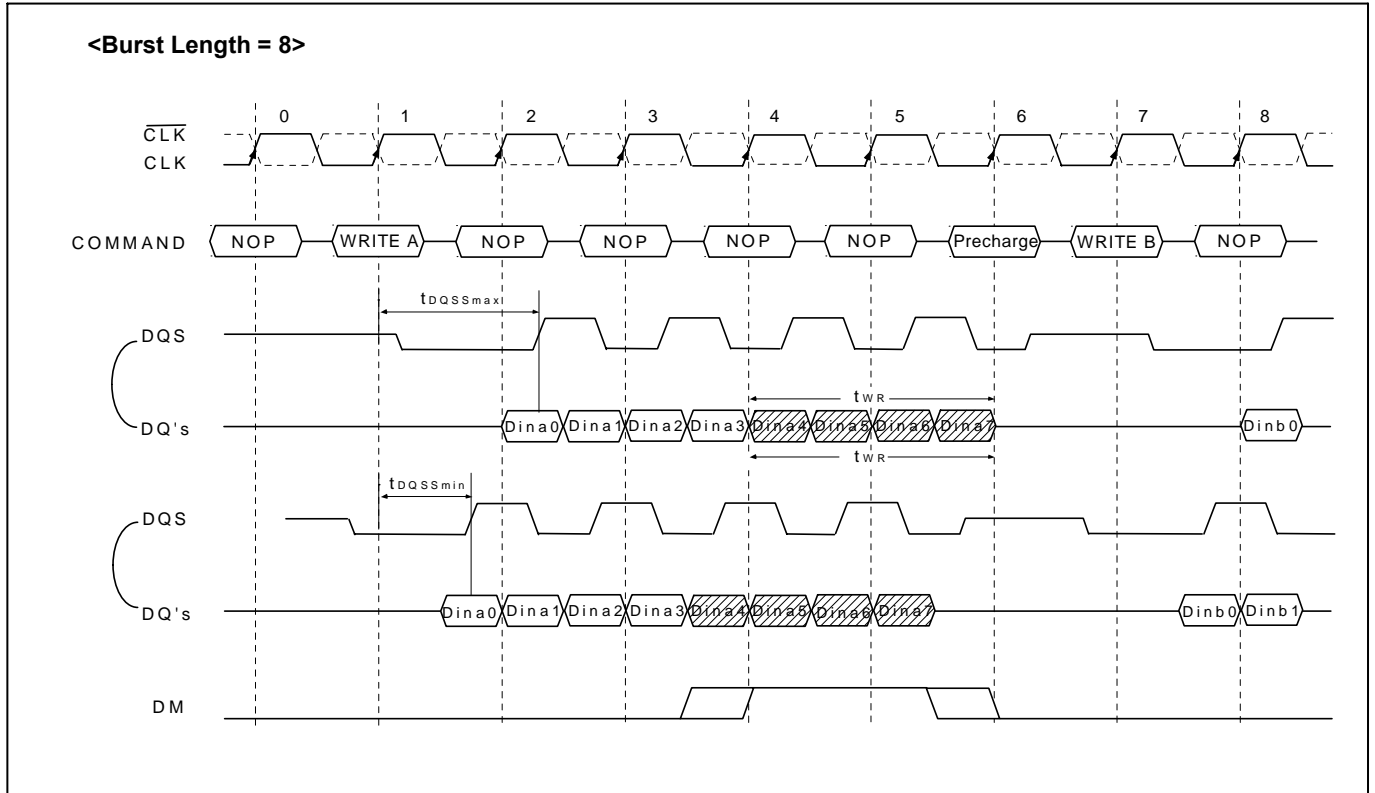 <Burst Length = 8>
0 1 2 3 4 5 6 7 8
CLK
CLK
COMMAND NOP WRITE A NOP NOP NOP NOP Precharge WRITE B NOP
tDQSSmax
DQS
tWR
DQ's Dina0 Dina1 Dina2 Dina3 Dina4 Dina5 Dina6 Dina7 Dinb0
tWR
tDQSSmin
DQS
DQ's Dina0 Dina1 Dina2 Dina3 Dina4 Dina5 Dina6 Dina7 Dinb0 Dinb1
DM